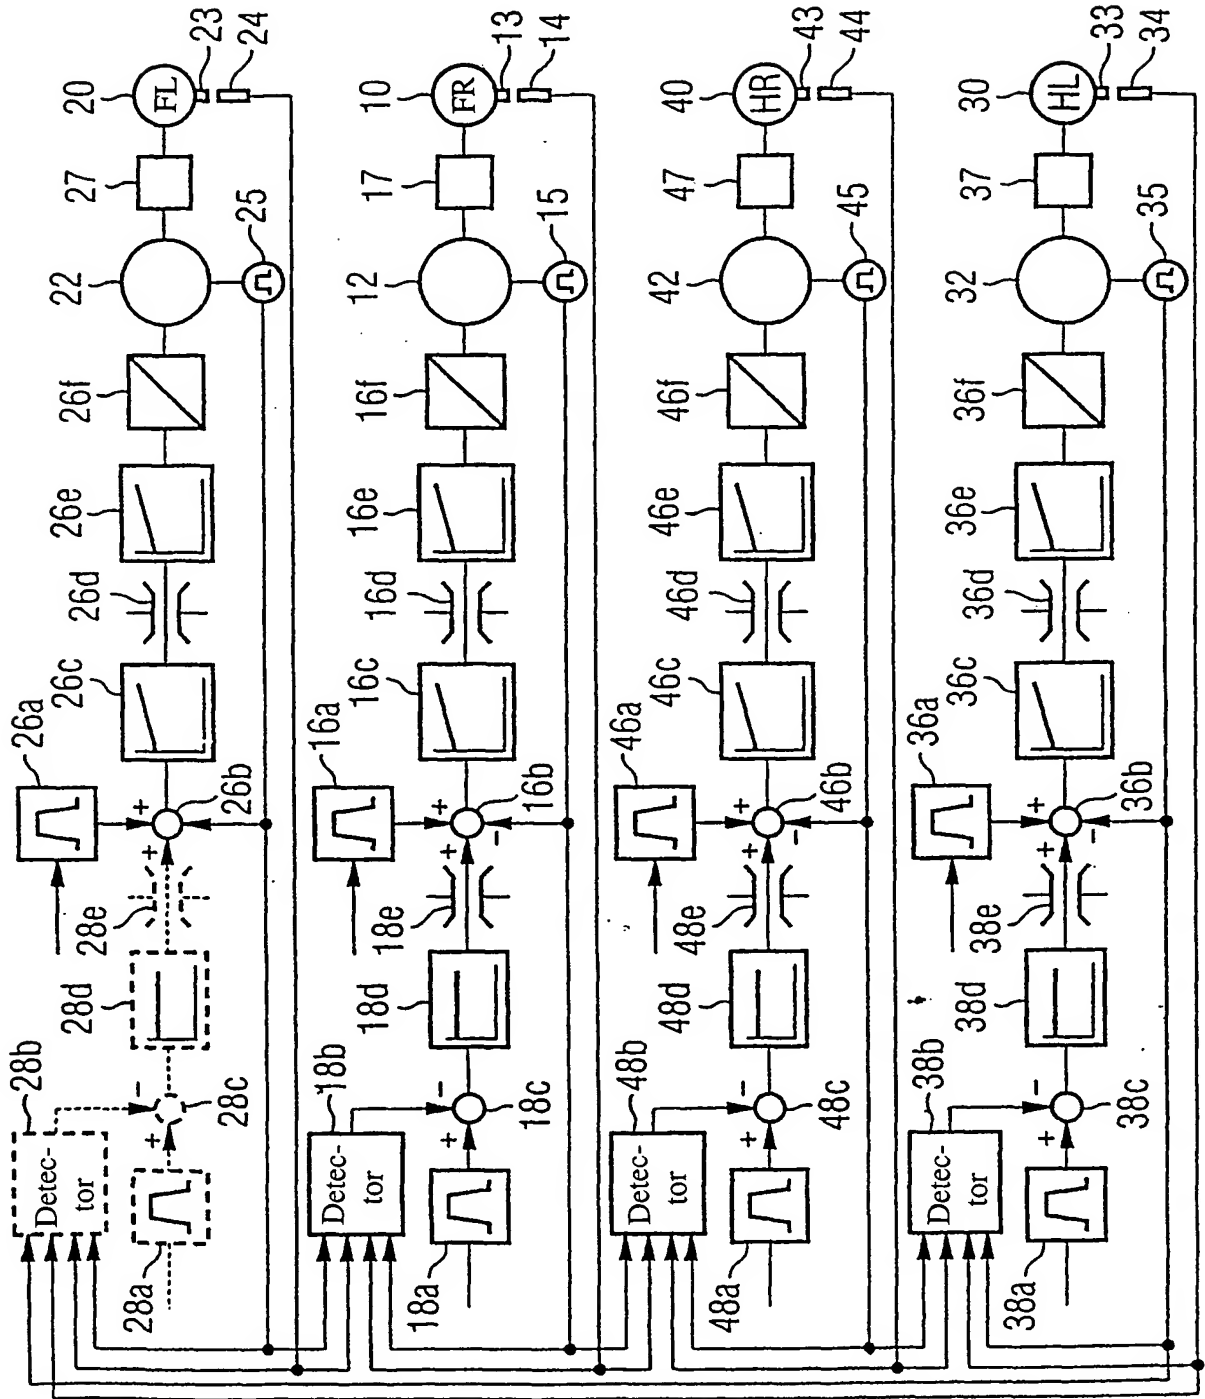 28b
Detec-
tor
28a
+
-
28c
28d
28e
+
+
26a
26b
26c
26d
26e
26f
22
25
27
20
FL
23
24
18b
Detec-
tor
18a
+
-
18c
18d
18e
+
+
-
16a
16b
16c
16d
16e
16f
12
15
17
10
FR
13
14
48b
Detec-
tor
48a
+
-
48c
48d
48e
+
+
-
46a
46b
46c
46d
46e
46f
42
45
47
40
HR
43
44
38b
Detec-
tor
38a
+
-
38c
38d
38e
+
+
-
36a
36b
36c
36d
36e
36f
32
35
37
30
HL
33
34